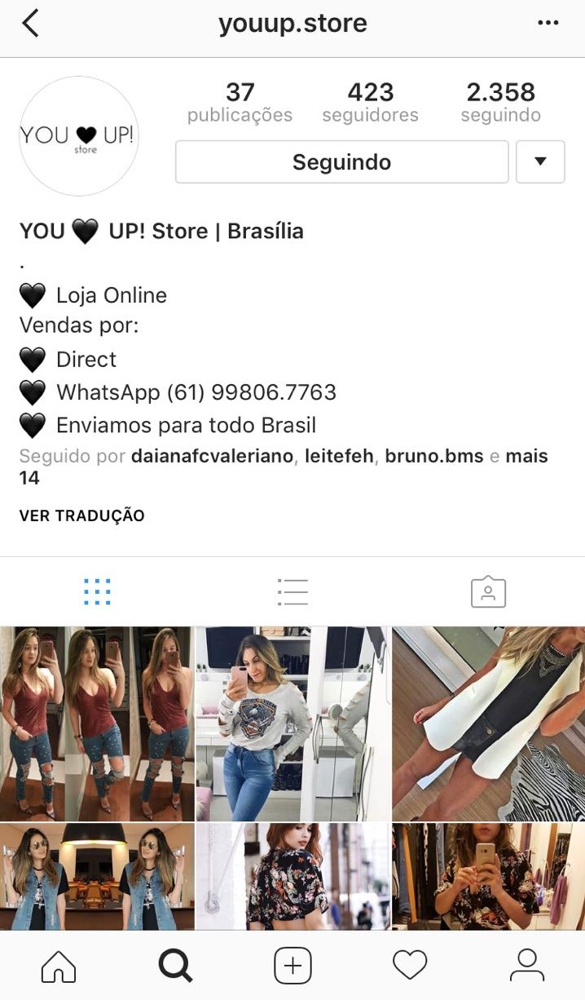 youup.store
YOU 🖤 UP!
store
37 423 2.358
publicações seguidores seguindo
Seguindo
YOU 🖤 UP! Store | Brasília
.
🖤 Loja Online
Vendas por:
🖤 Direct
🖤 WhatsApp (61) 99806.7763
🖤 Enviamos para todo Brasil
Seguido por daianafcvaleriano, leitefeh, bruno.bms e mais
14
VER TRADUÇÃO